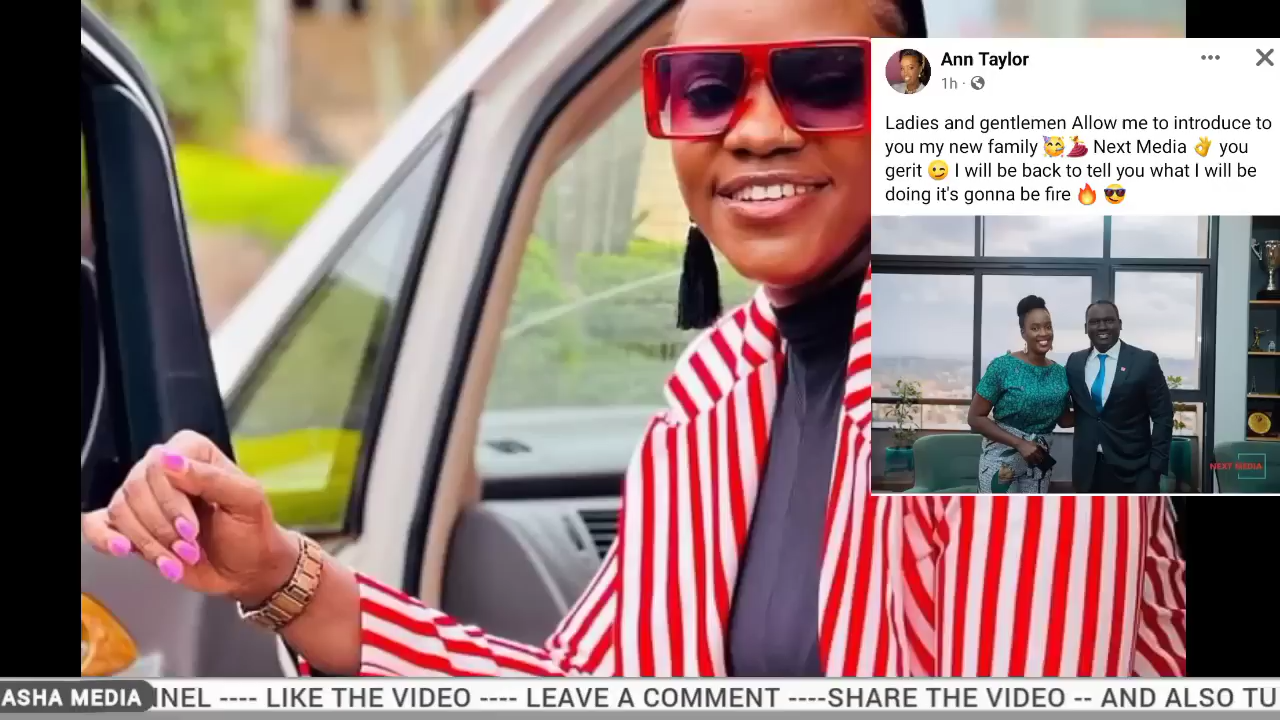 Ann Taylor
1h ·
Ladies and gentlemen Allow me to introduce to
you my new family 🥳💃 Next Media 👌 you
gerit 😉 I will be back to tell you what I will be
doing it's gonna be fire 🔥 😎
NEXT MEDIA
ASHA MEDIA NNEL ---- LIKE THE VIDEO ---- LEAVE A COMMENT ----SHARE THE VIDEO -- AND ALSO TU